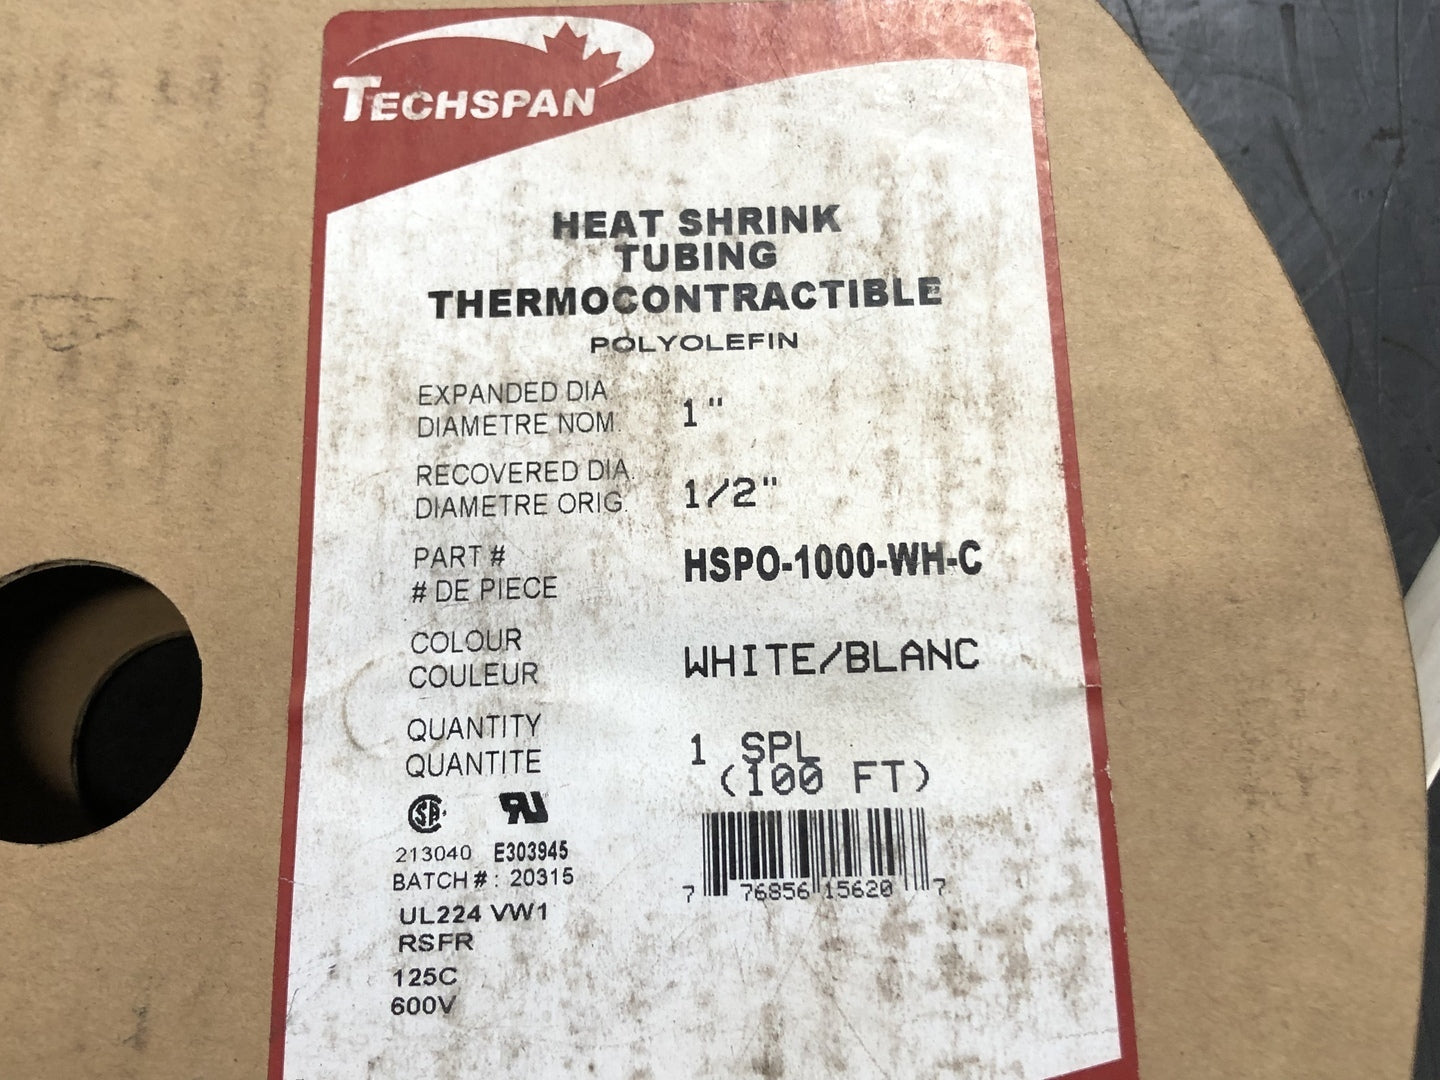 TECHSPAN
HEAT SHRINK
TUBING
THERMOCONTRACTIBLE
POLYOLEFIN
EXPANDED DIA
DIAMETRE NOM.
1"
RECOVERED DIA.
DIAMETRE ORIG.
1/2"
PART #
# DE PIECE
HSPO-1000-WH-C
COLOUR
COULEUR
WHITE/BLANC
QUANTITY
QUANTITE
1 SPL
(100 FT)
213040 E303945
BATCH # : 20315
UL224 VW1
RSFR
125C
600V
7 76856 15620 7